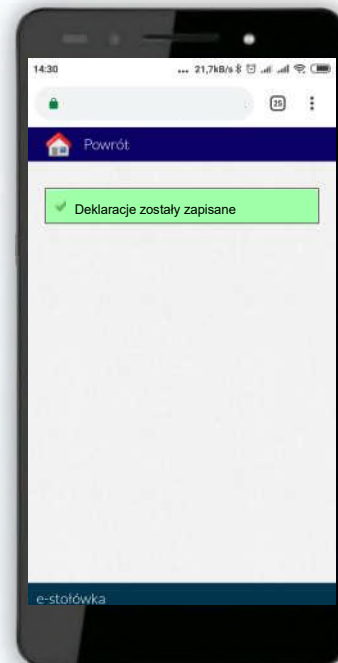 14:30 ... 21,7kB/s
25
Powrót
Deklaracje zostały zapisane
e-stołówka